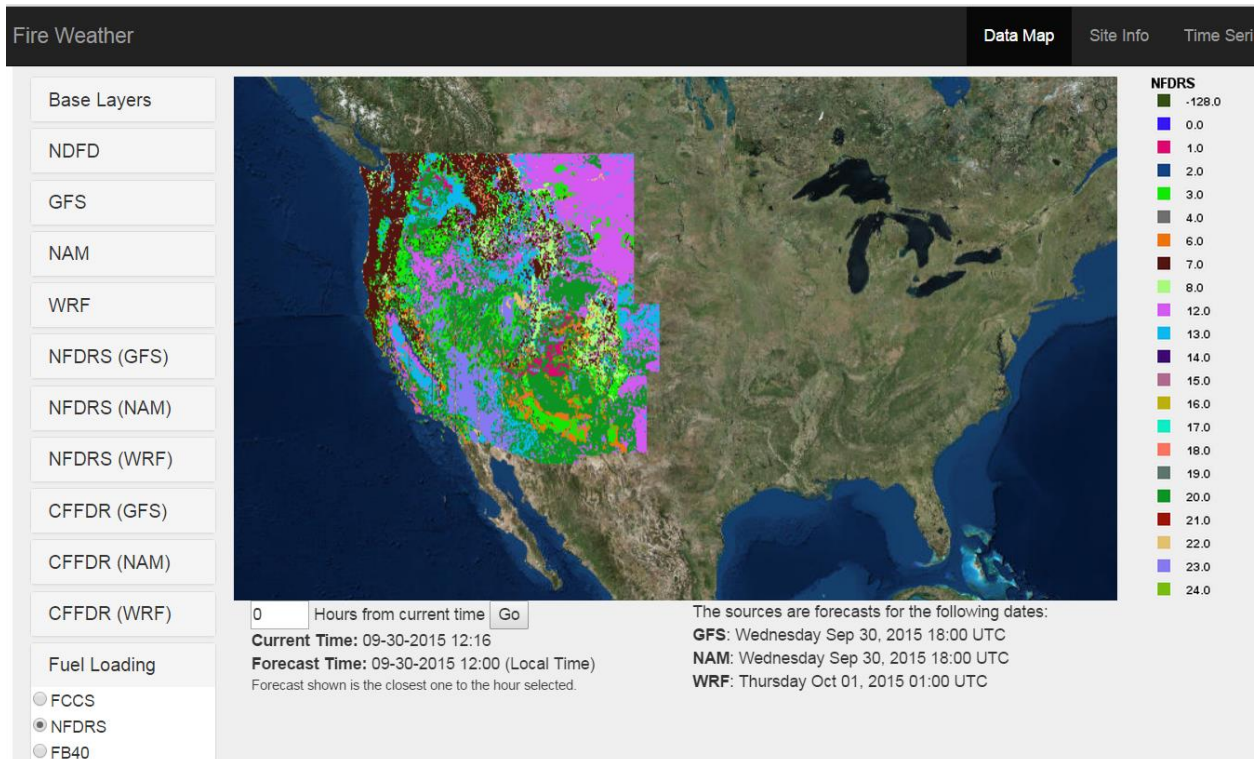 Fire Weather
Data Map
Site Info
Time Seri
Base Layers
NDFD
GFS
NAM
WRF
NFDRS (GFS)
NFDRS (NAM)
NFDRS (WRF)
CFFDR (GFS)
CFFDR (NAM)
CFFDR (WRF)
Fuel Loading
FCCS
NFDRS
FB40
NFDRS
-128.0
0.0
1.0
2.0
3.0
4.0
6.0
7.0
8.0
12.0
13.0
14.0
15.0
16.0
17.0
18.0
19.0
20.0
21.0
22.0
23.0
24.0
0 Hours from current time Go
Current Time: 09-30-2015 12:16
Forecast Time: 09-30-2015 12:00 (Local Time)
Forecast shown is the closest one to the hour selected.
The sources are forecasts for the following dates:
GFS: Wednesday Sep 30, 2015 18:00 UTC
NAM: Wednesday Sep 30, 2015 18:00 UTC
WRF: Thursday Oct 01, 2015 01:00 UTC